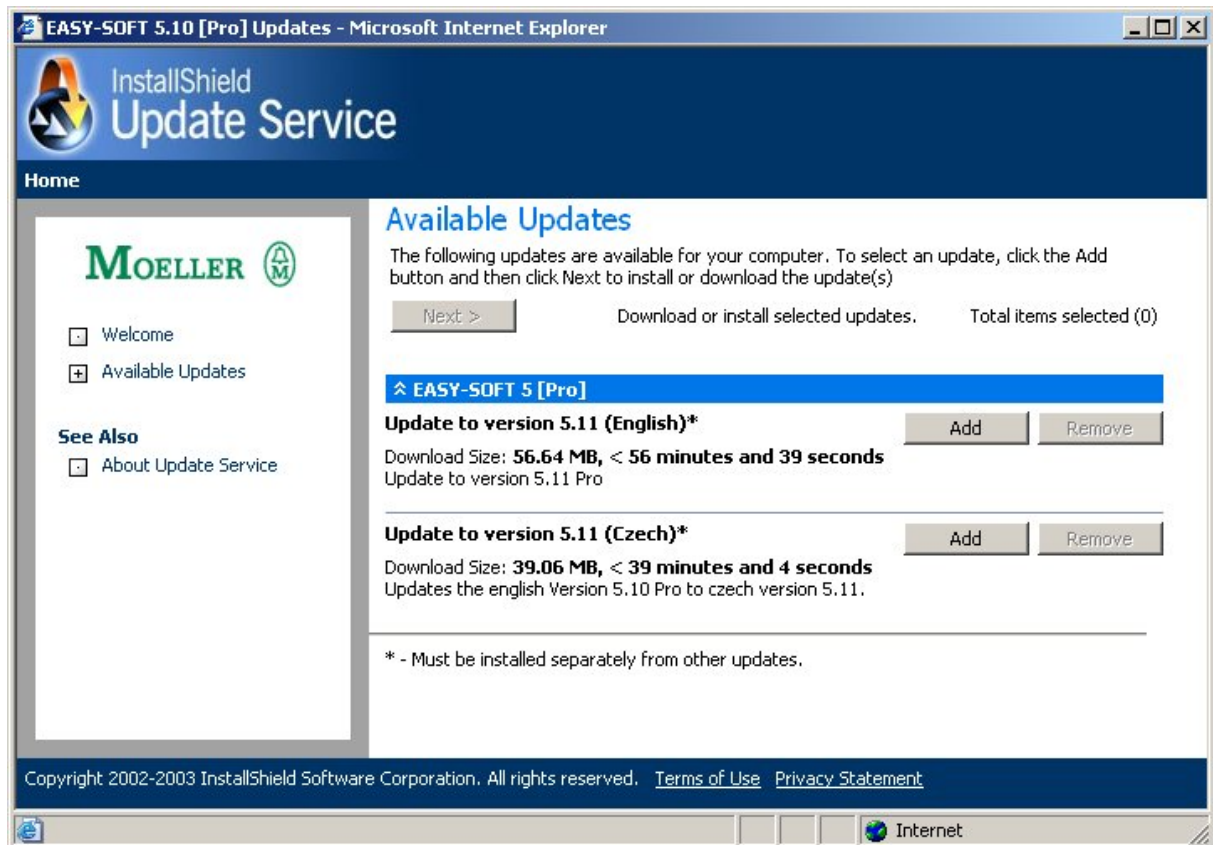 EASY-SOFT 5.10 [Pro] Updates - Microsoft Internet Explorer
InstallShield
Update Service
Home
MOELLER
Welcome
Available Updates
See Also
About Update Service
Available Updates
The following updates are available for your computer. To select an update, click the Add
button and then click Next to install or download the update(s)
Next > Download or install selected updates. Total items selected (0)
EASY-SOFT 5 [Pro]
Update to version 5.11 (English)* Add Remove
Download Size: 56.64 MB, < 56 minutes and 39 seconds
Update to version 5.11 Pro
Update to version 5.11 (Czech)* Add Remove
Download Size: 39.06 MB, < 39 minutes and 4 seconds
Updates the english Version 5.10 Pro to czech version 5.11.
* - Must be installed separately from other updates.
Copyright 2002-2003 InstallShield Software Corporation. All rights reserved. Terms of Use Privacy Statement
Internet